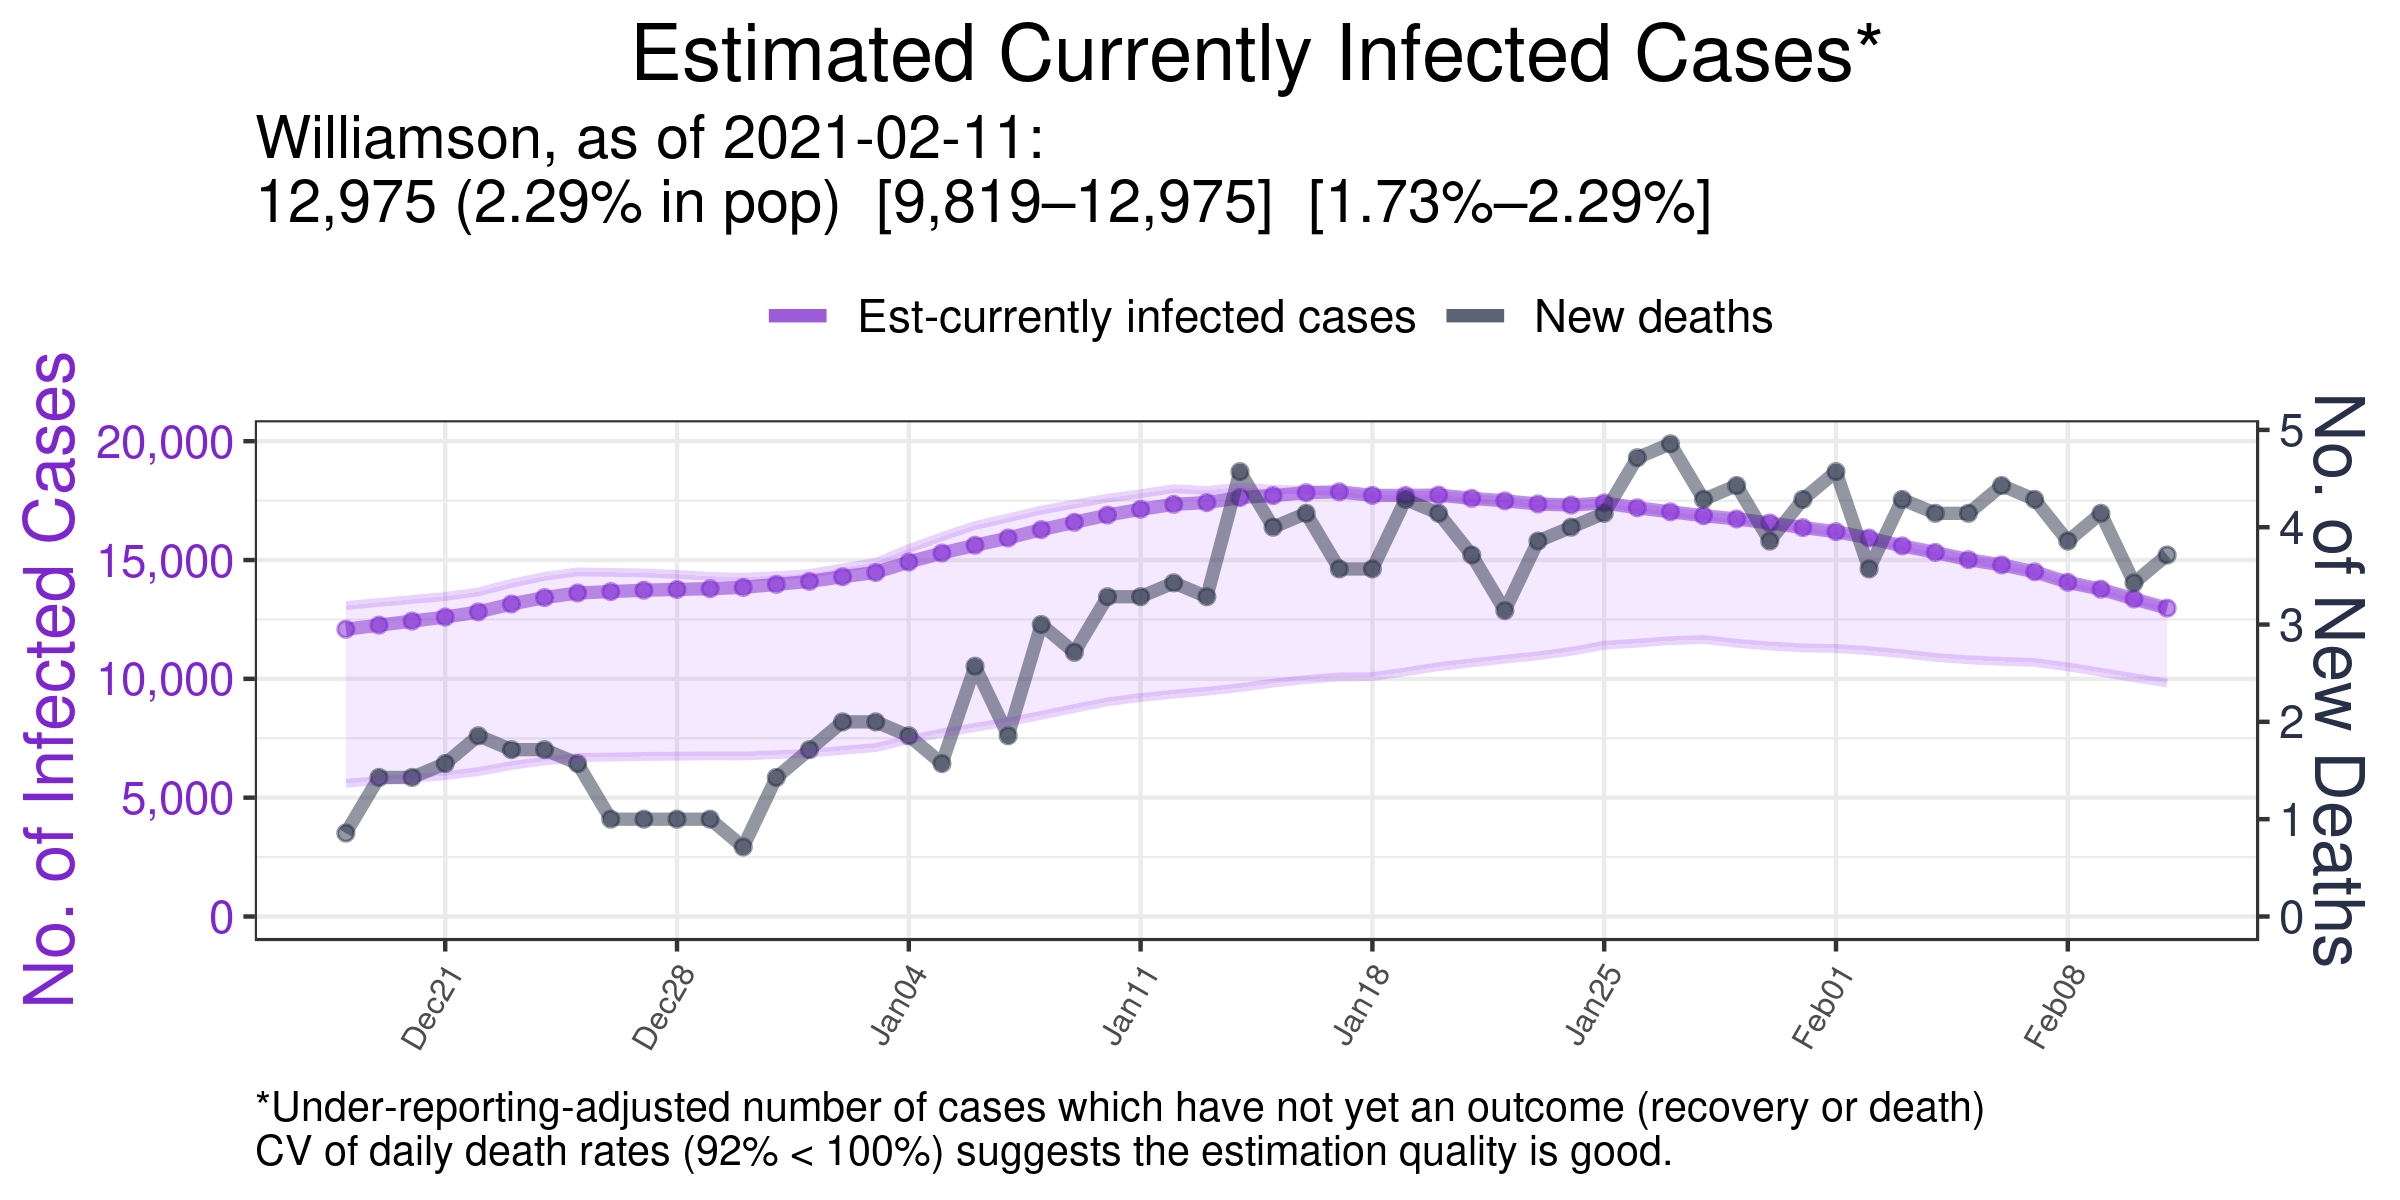 Estimated Currently Infected Cases*
Williamson, as of 2021-02-11:
12,975 (2.29% in pop)  [9,819–12,975]  [1.73%–2.29%]
Est-currently infected cases
New deaths
No. of Infected Cases
20,000
15,000
10,000
5,000
0
5
4
3
2
1
0
No. of New Deaths
Dec21
Dec28
Jan04
Jan11
Jan18
Jan25
Feb01
Feb08
*Under-reporting-adjusted number of cases which have not yet an outcome (recovery or death)
CV of daily death rates (92% < 100%) suggests the estimation quality is good.